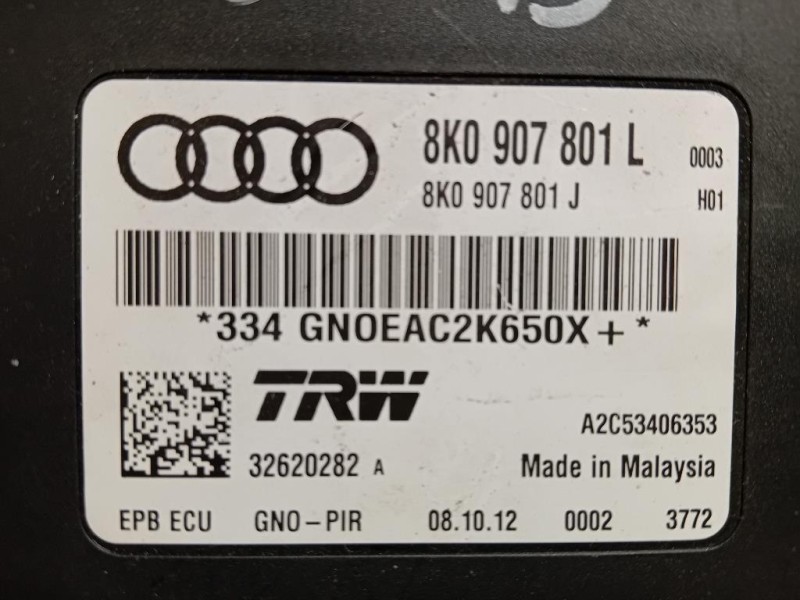 8K0 907 801 L 0003
8K0 907 801 J H01
*334 GNOEAC2K650X+*
TRW
A2C53406353
32620282 A Made in Malaysia
EPB ECU GNO-PIR 08.10.12 0002 3772